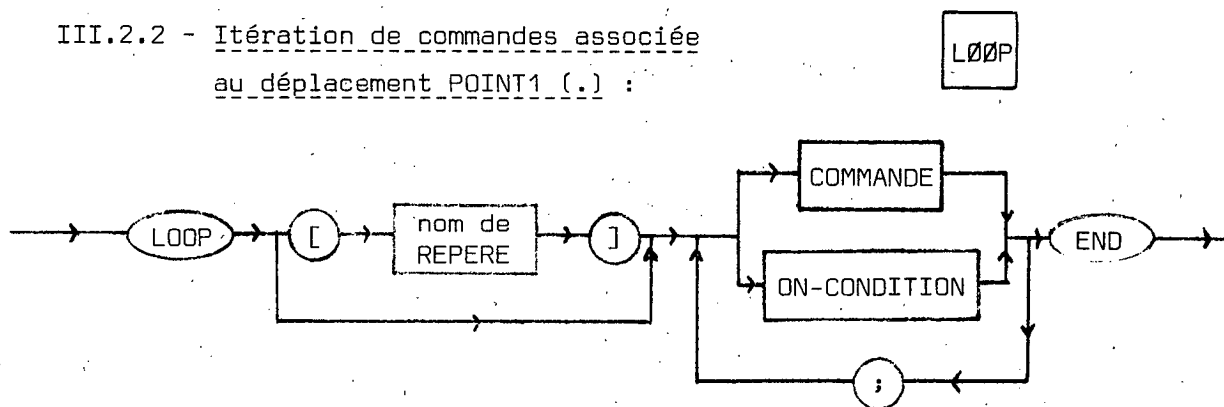 III.2.2 - Itération de commandes associée
au déplacement POINT1 (.) :
LØØP
LOOP
[
nom de
REPERE
]
COMMANDE
ON-CONDITION
END
;